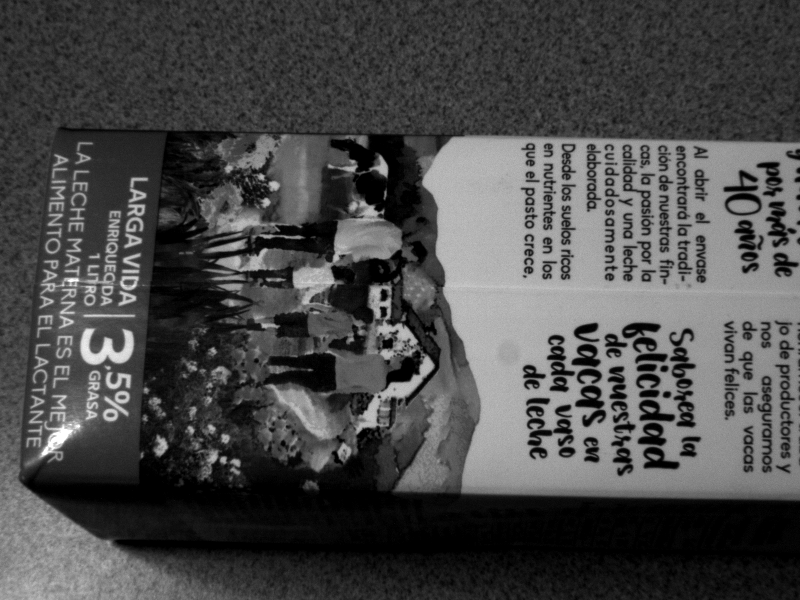 por más de
40 años
Al abrir el envase
encontrará la tradi-
ción de nuestras fin-
cas, la pasión por la
calidad y una leche
cuidadosamente
elaborada.
Desde los suelos ricos
en nutrientes en los
que el pasto crece,
jo de productores y
nos aseguramos
de que las vacas
vivan felices.
Saborea la
felicidad
de nuestras
vacas en
cada vaso
de leche
LARGA VIDA
ENRIQUECIDA
1 LITRO
3,5%
GRASA
LA LECHE MATERNA ES EL MEJOR
ALIMENTO PARA EL LACTANTE